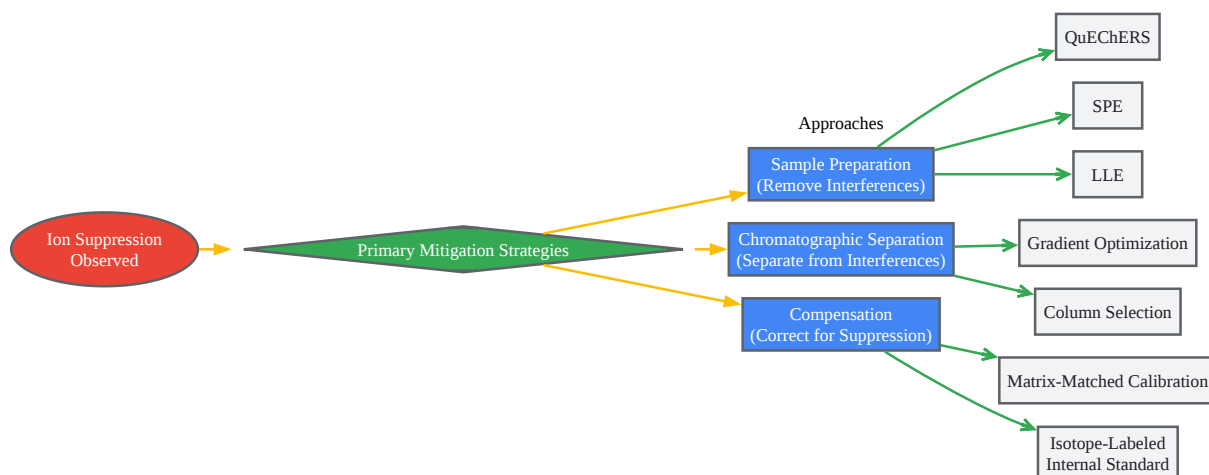 Ion Suppression
Observed
Primary Mitigation Strategies
Approaches
Sample Preparation
(Remove Interferences)
Chromatographic Separation
(Separate from Interferences)
Compensation
(Correct for Suppression)
QuEChERS
SPE
LLE
Gradient Optimization
Column Selection
Matrix-Matched Calibration
Isotope-Labeled
Internal Standard